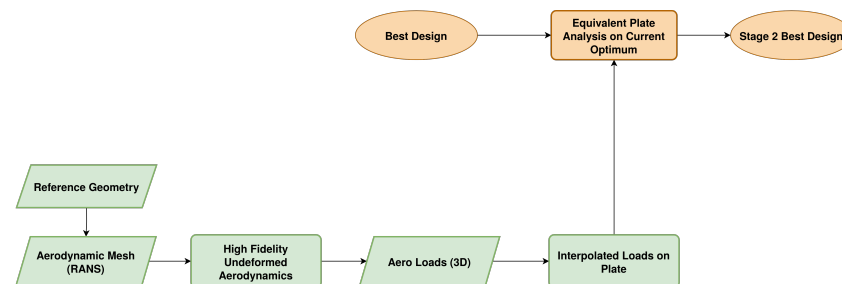 Best Design
Equivalent Plate
Analysis on Current
Optimum
Stage 2 Best Design
Reference Geometry
Aerodynamic Mesh
(RANS)
High Fidelity
Undeformed
Aerodynamics
Aero Loads (3D)
Interpolated Loads on
Plate